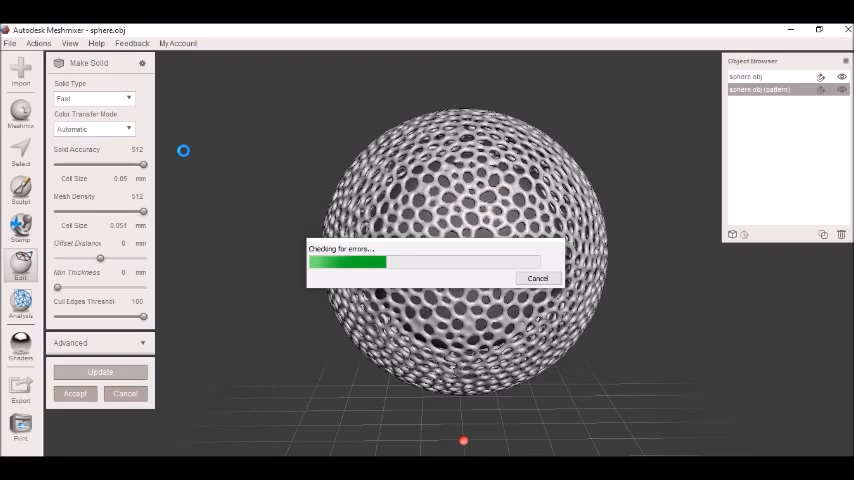 Autodesk Meshmixer - sphere.obj
File Actions View Help Feedback My Account
Import
Meshmix
Select
Sculpt
Stamp
Edit
Analysis
Shaders
Export
Print
Make Solid
Solid Type
Fast
Color Transfer Mode
Automatic
Solid Accuracy 512
Cell Size 0.05 mm
Mesh Density 512
Cell Size 0.051 mm
Offset Distance 0 mm
Min Thickness 0 mm
Cull Edges Threshol 100
Advanced
Update
Accept Cancel
Checking for errors...
Cancel
Object Browser
sphere.obj
sphere.obj (pattern)